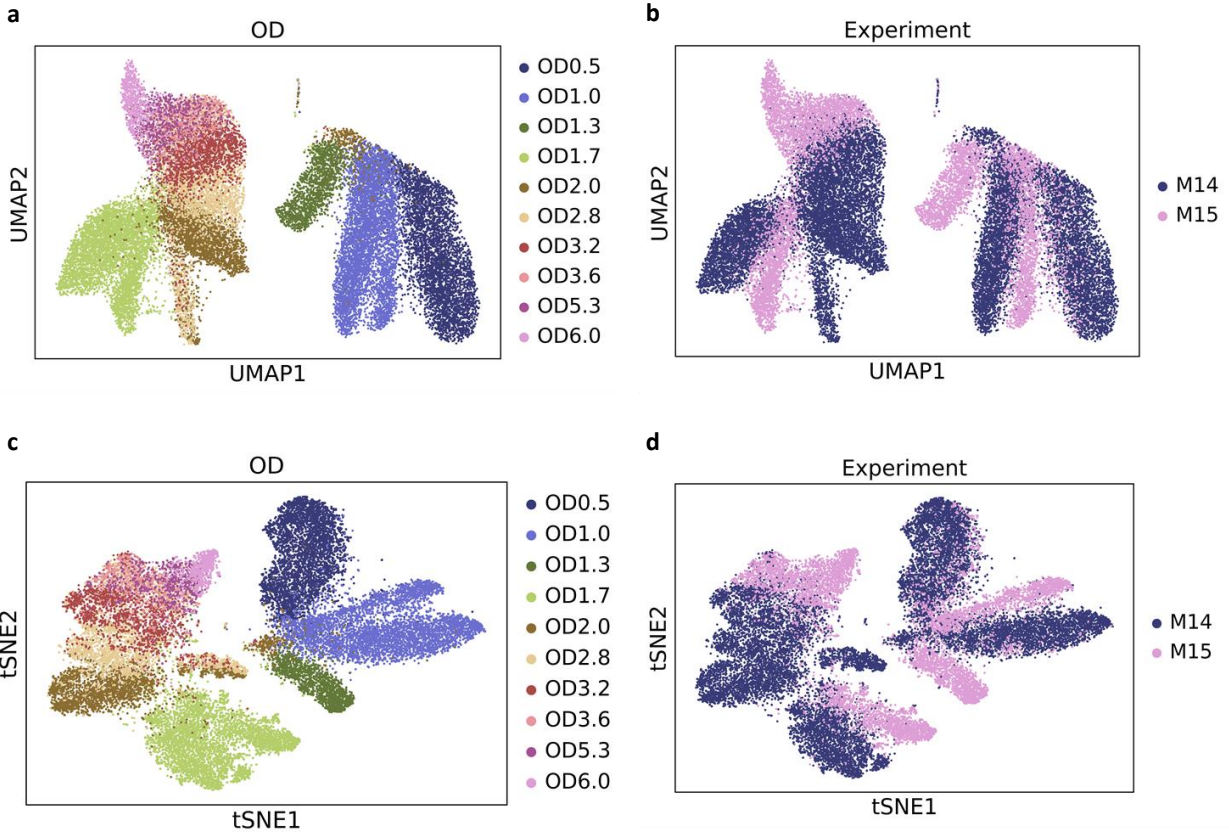 a
OD
UMAP2
UMAP1
OD0.5
OD1.0
OD1.3
OD1.7
OD2.0
OD2.8
OD3.2
OD3.6
OD5.3
OD6.0
b
Experiment
UMAP2
UMAP1
M14
M15
c
OD
tSNE2
tSNE1
OD0.5
OD1.0
OD1.3
OD1.7
OD2.0
OD2.8
OD3.2
OD3.6
OD5.3
OD6.0
d
Experiment
tSNE2
tSNE1
M14
M15